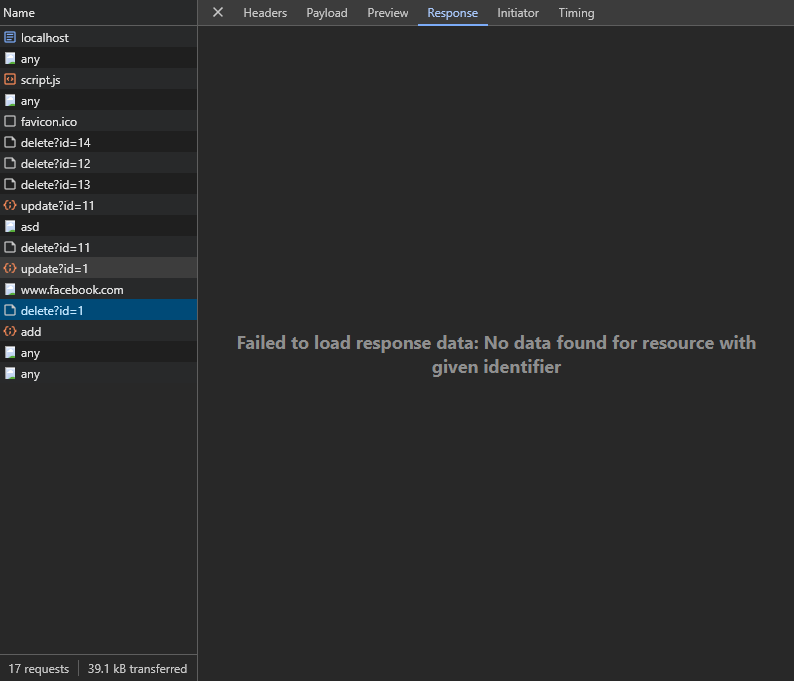 Name
Headers Payload Preview Response Initiator Timing
localhost
any
script.js
any
favicon.ico
delete?id=14
delete?id=12
delete?id=13
update?id=11
asd
delete?id=11
update?id=1
www.facebook.com
delete?id=1
add
any
any
Failed to load response data: No data found for resource with
given identifier
17 requests 39.1 kB transferred